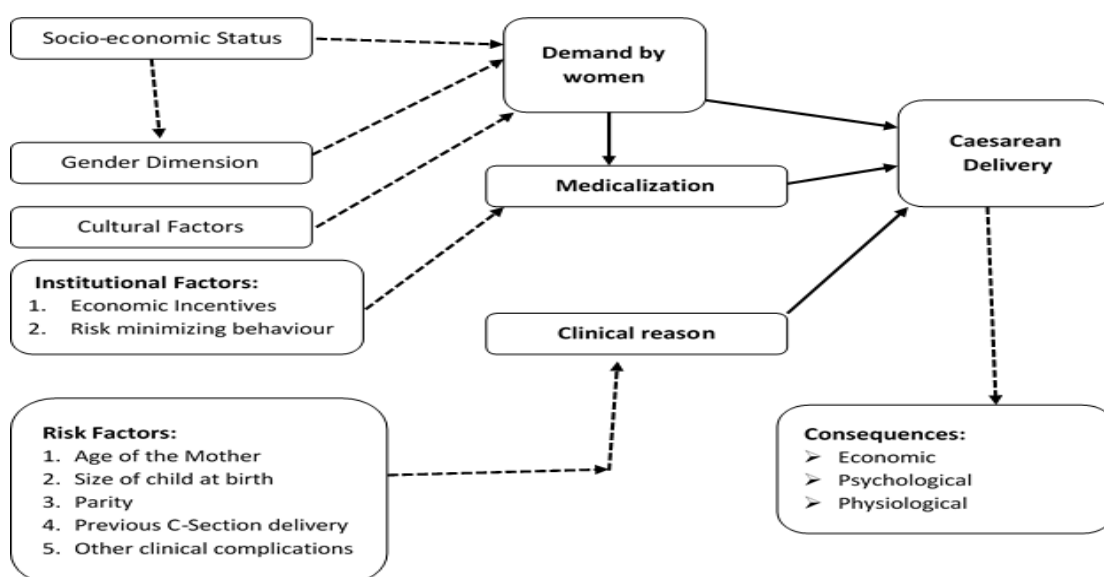 Socio-economic Status
Gender Dimension
Cultural Factors
Institutional Factors:
1. Economic Incentives
2. Risk minimizing behaviour
Risk Factors:
1. Age of the Mother
2. Size of child at birth
3. Parity
4. Previous C-Section delivery
5. Other clinical complications
Demand by
women
Medicalization
Clinical reason
Caesarean
Delivery
Consequences:
➢ Economic
➢ Psychological
➢ Physiological